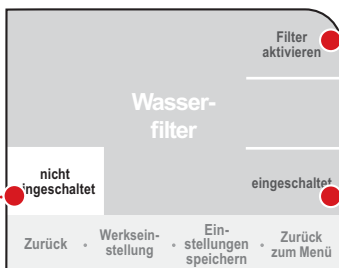 Filter
aktivieren
Wasser-
filter
nicht
eingeschaltet
eingeschaltet
Zurück
Werksein-
stellung
Ein-
stellungen
speichern
Zurück
zum Menü